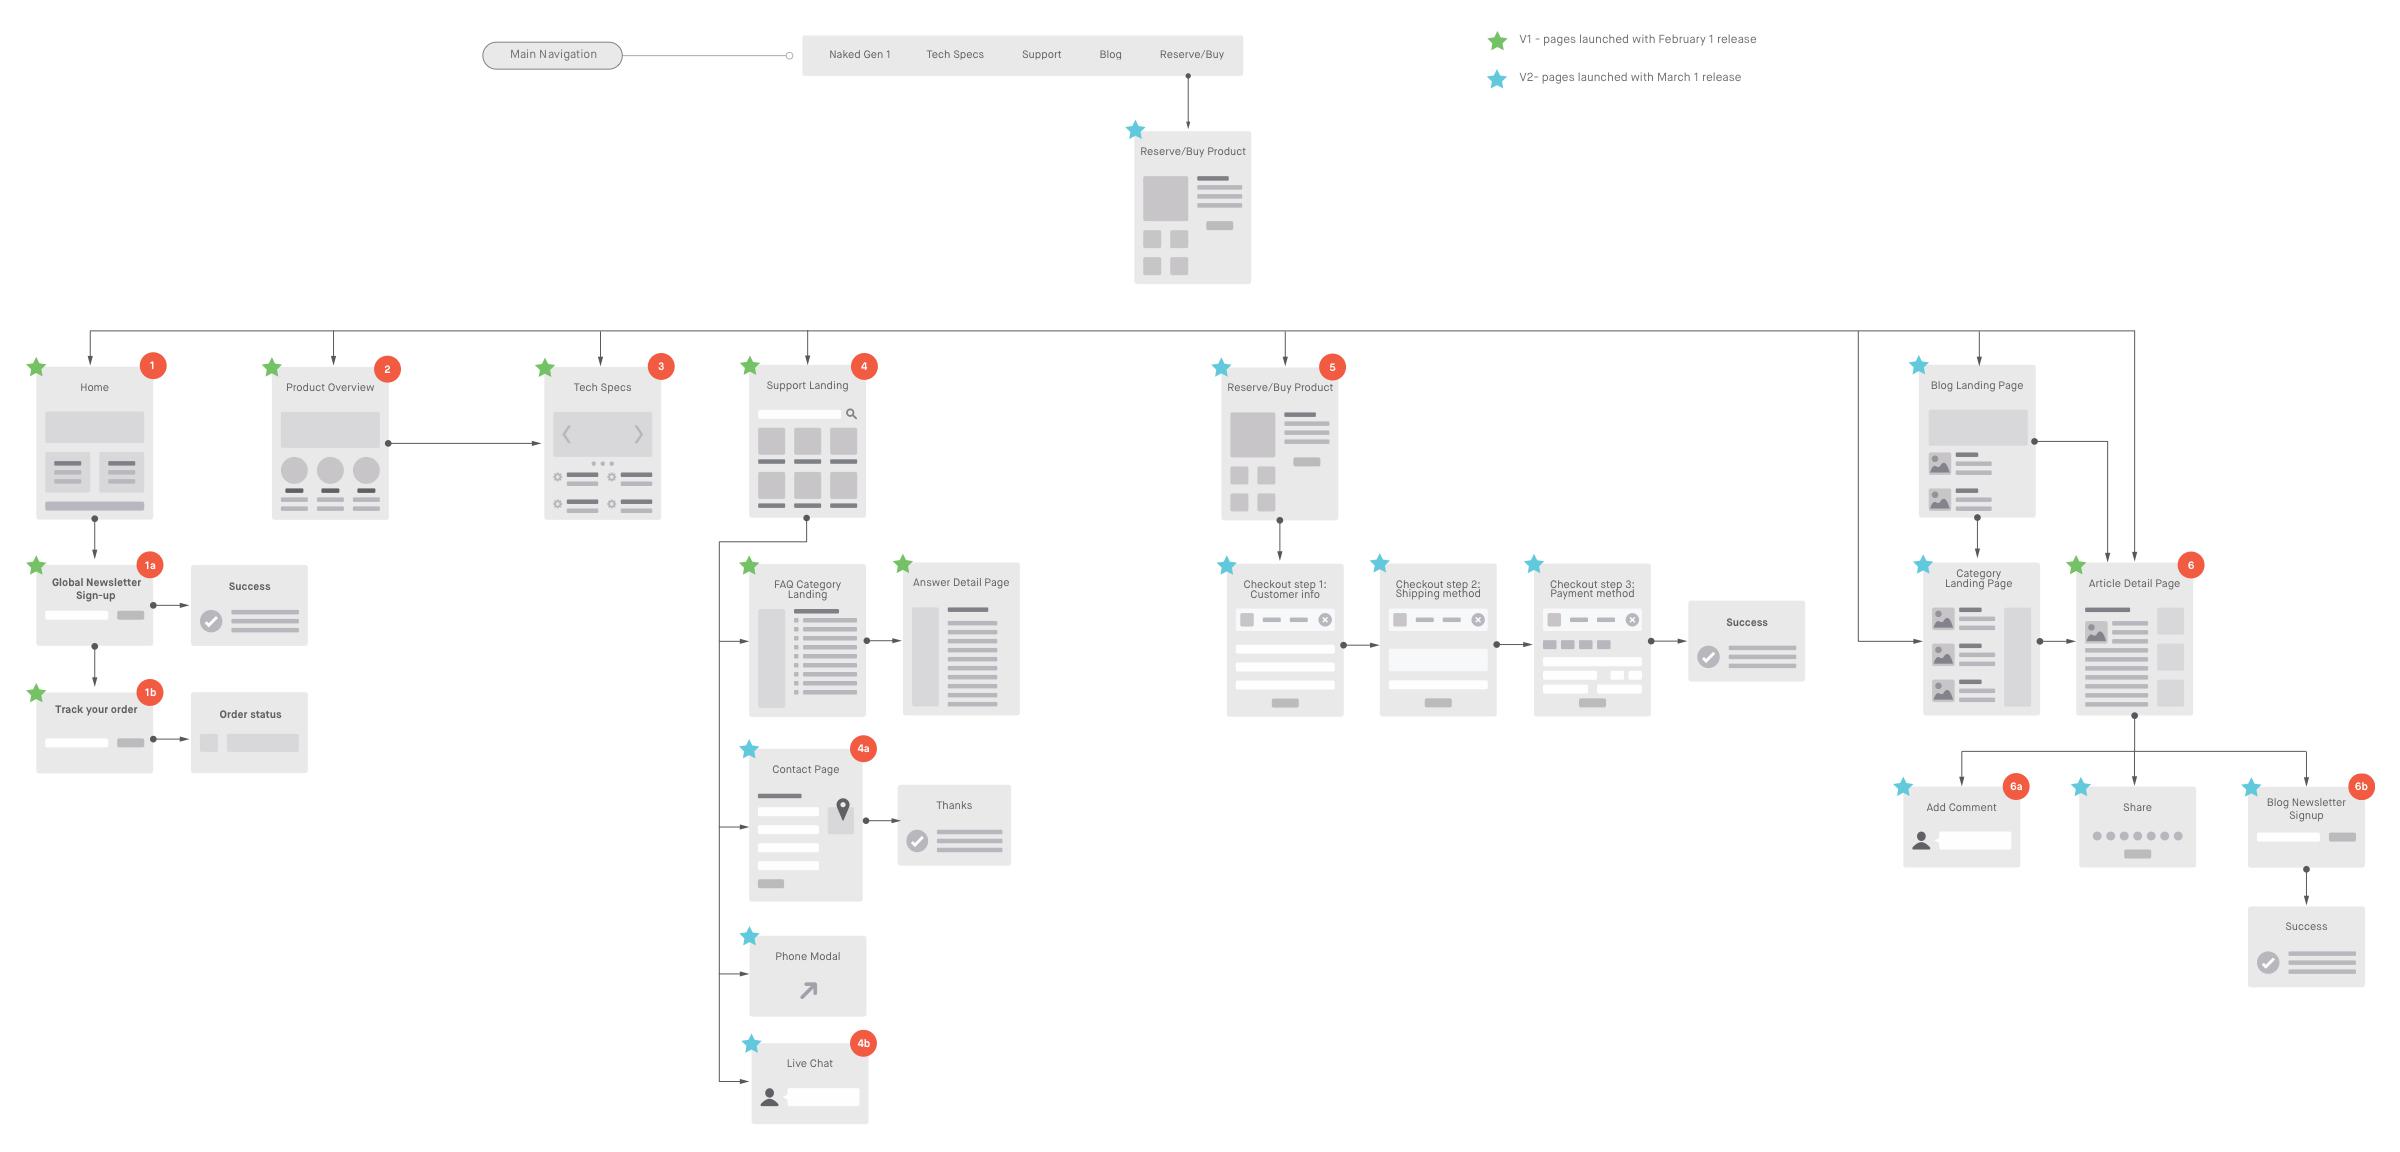 Main Navigation
Naked Gen 1 Tech Specs Support Blog Reserve/Buy
V1 - pages launched with February 1 release
V2- pages launched with March 1 release
Reserve/Buy Product
1
Home
2
Product Overview
3
Tech Specs
4
Support Landing
5
Reserve/Buy Product
Blog Landing Page
1a
Global Newsletter
Sign-up
Success
1b
Track your order
Order status
FAQ Category
Landing
Answer Detail Page
4a
Contact Page
Thanks
Phone Modal
4b
Live Chat
Checkout step 1:
Customer info
Checkout step 2:
Shipping method
Checkout step 3:
Payment method
Success
Category
Landing Page
6
Article Detail Page
6a
Add Comment
Share
6b
Blog Newsletter
Signup
Success